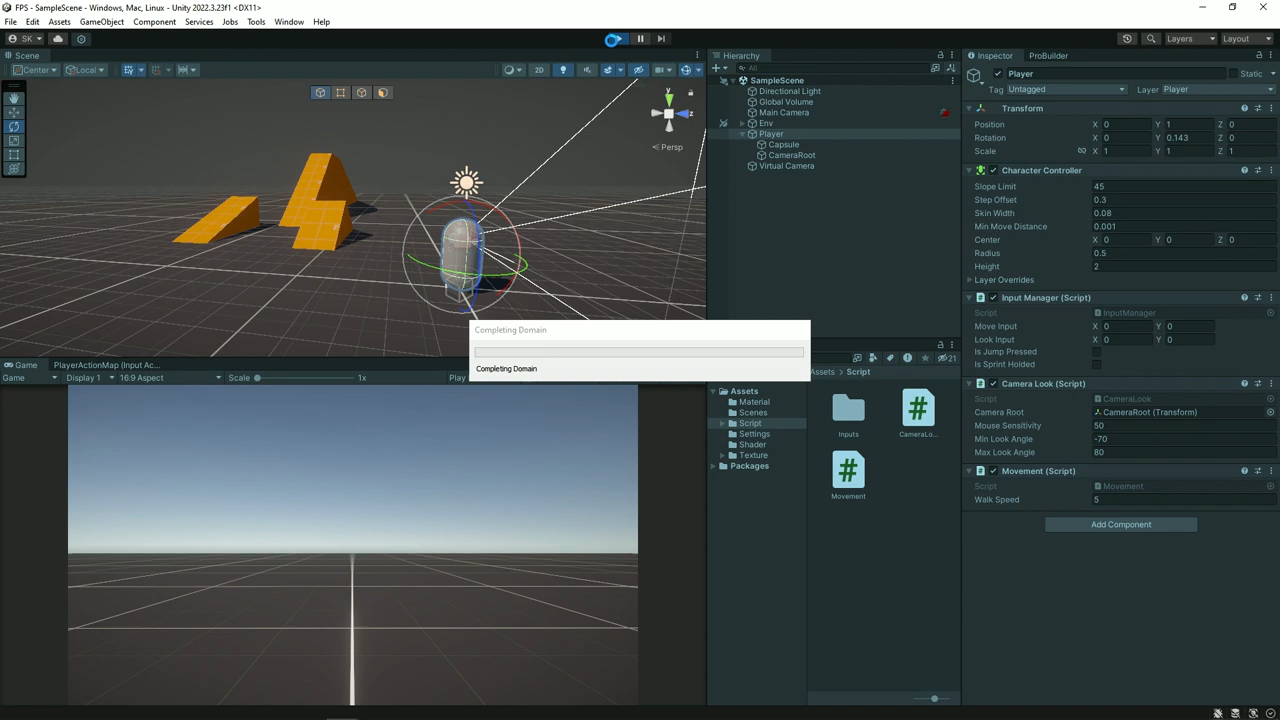 FPS - SampleScene - Windows, Mac, Linux - Unity 2022.3.23f1 <DX11>
File Edit Assets GameObject Component Services Jobs Tools Window Help
SK
Layers Layout
Scene
Center Local
2D
y
z
Persp
Game PlayerActionMap (Input Ac...
Game Display 1 16:9 Aspect Scale 1x Play
Completing Domain
Completing Domain
Hierarchy
All
SampleScene
Directional Light
Global Volume
Main Camera
Env
Player
Capsule
CameraRoot
Virtual Camera
21
Assets > Script
Assets
Material
Scenes
Script
Settings
Shader
Texture
Packages
Inputs
CameraLo...
Movement
Inspector ProBuilder
Player Static
Tag Untagged Layer Player
Transform
Position X 0 Y 1 Z 0
Rotation X 0 Y 0.143 Z 0
Scale X 1 Y 1 Z 1
Character Controller
Slope Limit 45
Step Offset 0.3
Skin Width 0.08
Min Move Distance 0.001
Center X 0 Y 0 Z 0
Radius 0.5
Height 2
Layer Overrides
Input Manager (Script)
Script InputManager
Move Input X 0 Y 0
Look Input X 0 Y 0
Is Jump Pressed
Is Sprint Holded
Camera Look (Script)
Script CameraLook
Camera Root CameraRoot (Transform)
Mouse Sensitivity 50
Min Look Angle -70
Max Look Angle 80
Movement (Script)
Script Movement
Walk Speed 5
Add Component